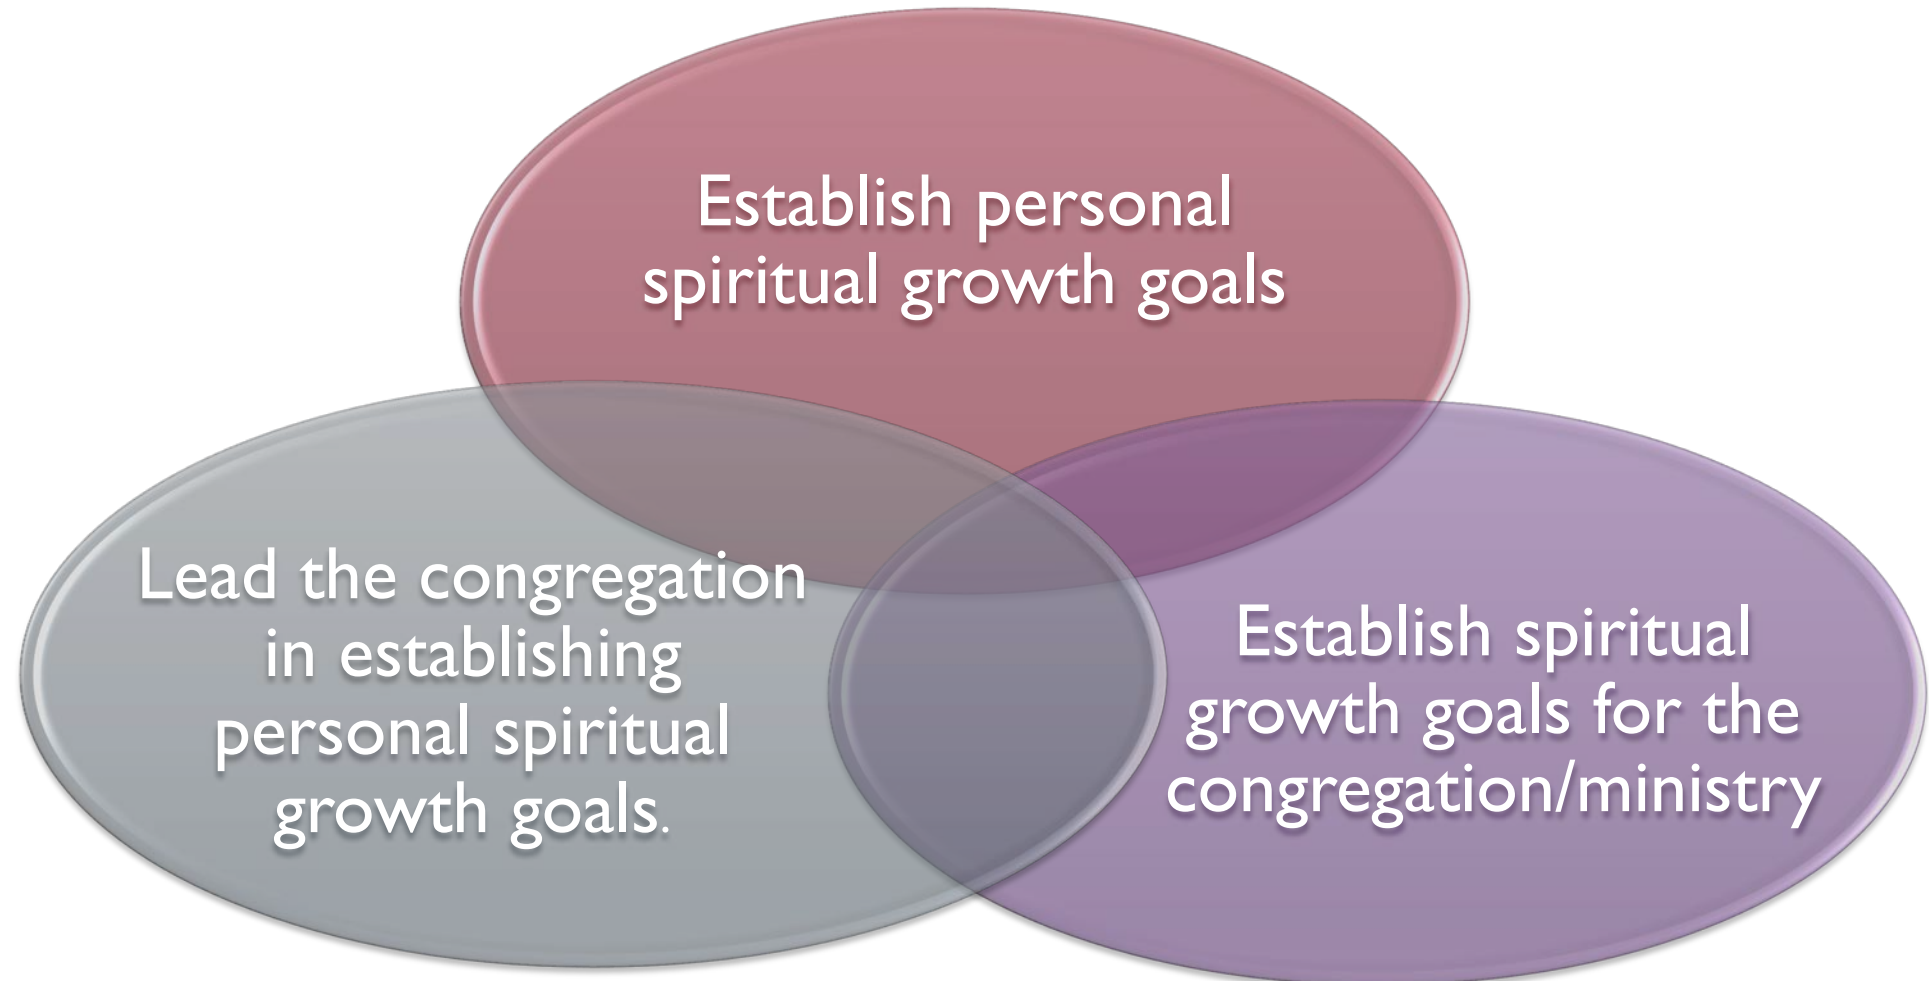 Establish personal
spiritual growth goals
Lead the congregation
in establishing
personal spiritual
growth goals.
Establish spiritual
growth goals for the
congregation/ministry